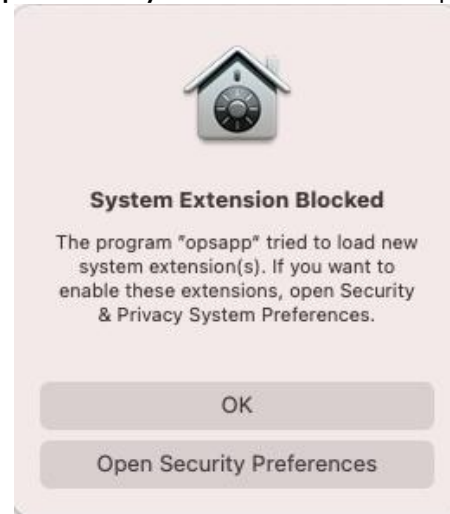 System Extension Blocked
The program "opsapp" tried to load new
system extension(s). If you want to
enable these extensions, open Security
& Privacy System Preferences.
OK
Open Security Preferences